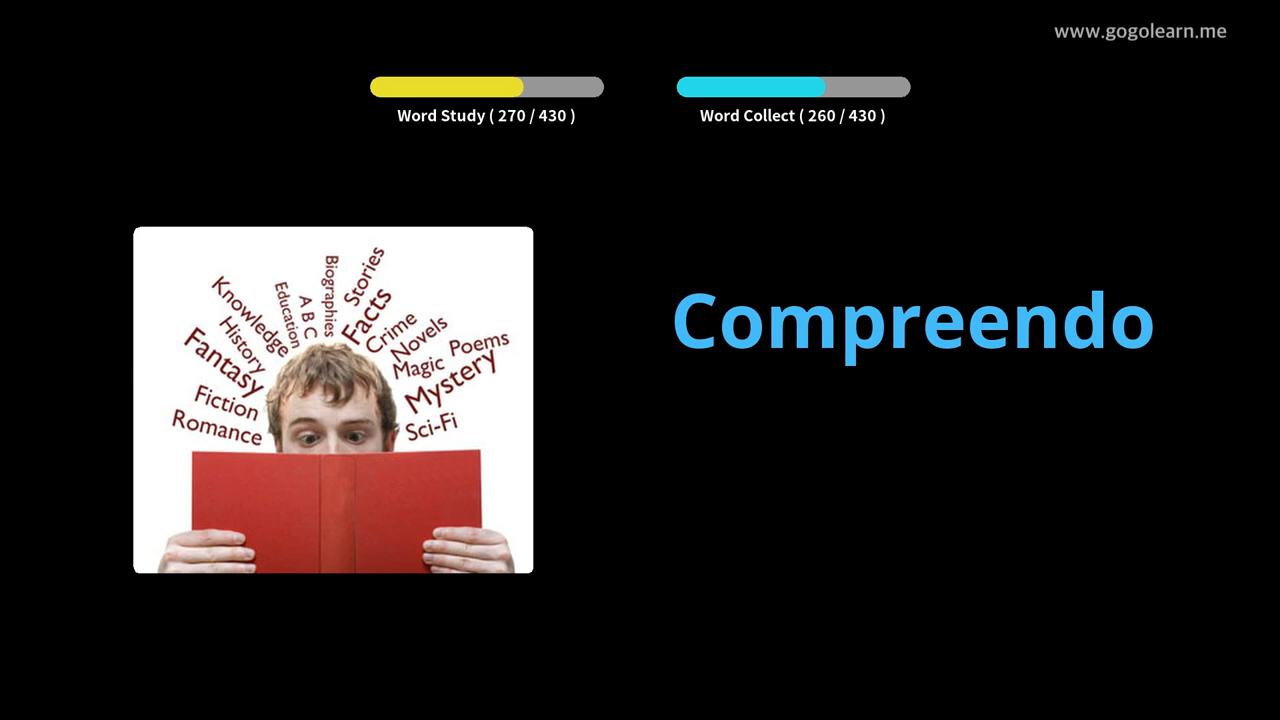 www.gogolearn.me
Word Study ( 270 / 430 )
Word Collect ( 260 / 430 )
Compreendo
Knowledge
Education
A B C
Biographies
Stories
Facts
Crime
Novels
Poems
History
Fantasy
Magic
Mystery
Fiction
Romance
Sci-Fi